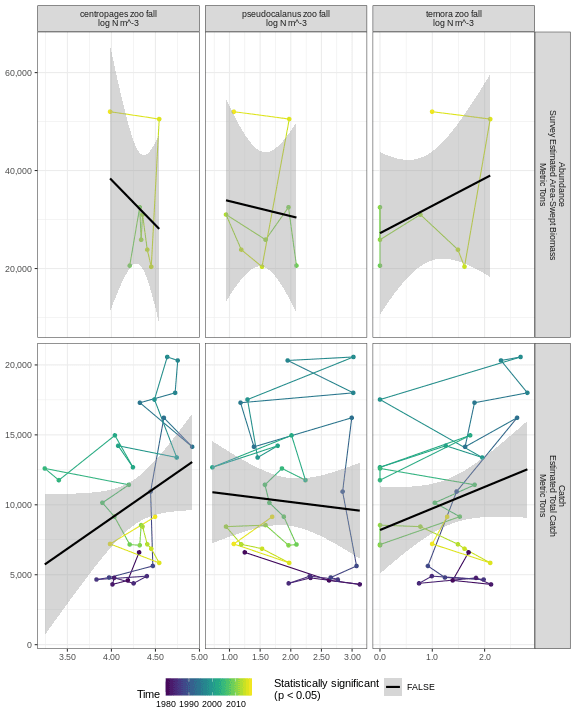 centropages zoo fall
log N m^-3
pseudocalanus zoo fall
log N m^-3
temora zoo fall
log N m^-3
60,000
40,000
20,000
Abundance
Survey Estimated Area-Swept Biomass
Metric Tons
20,000
15,000
10,000
5,000
0
Catch
Estimated Total Catch
Metric Tons
3.50 4.00 4.50 5.00
1.00 1.50 2.00 2.50 3.00
0.0 1.0 2.0
Time
1980 1990 2000 2010
Statistically significant
(p < 0.05)
FALSE